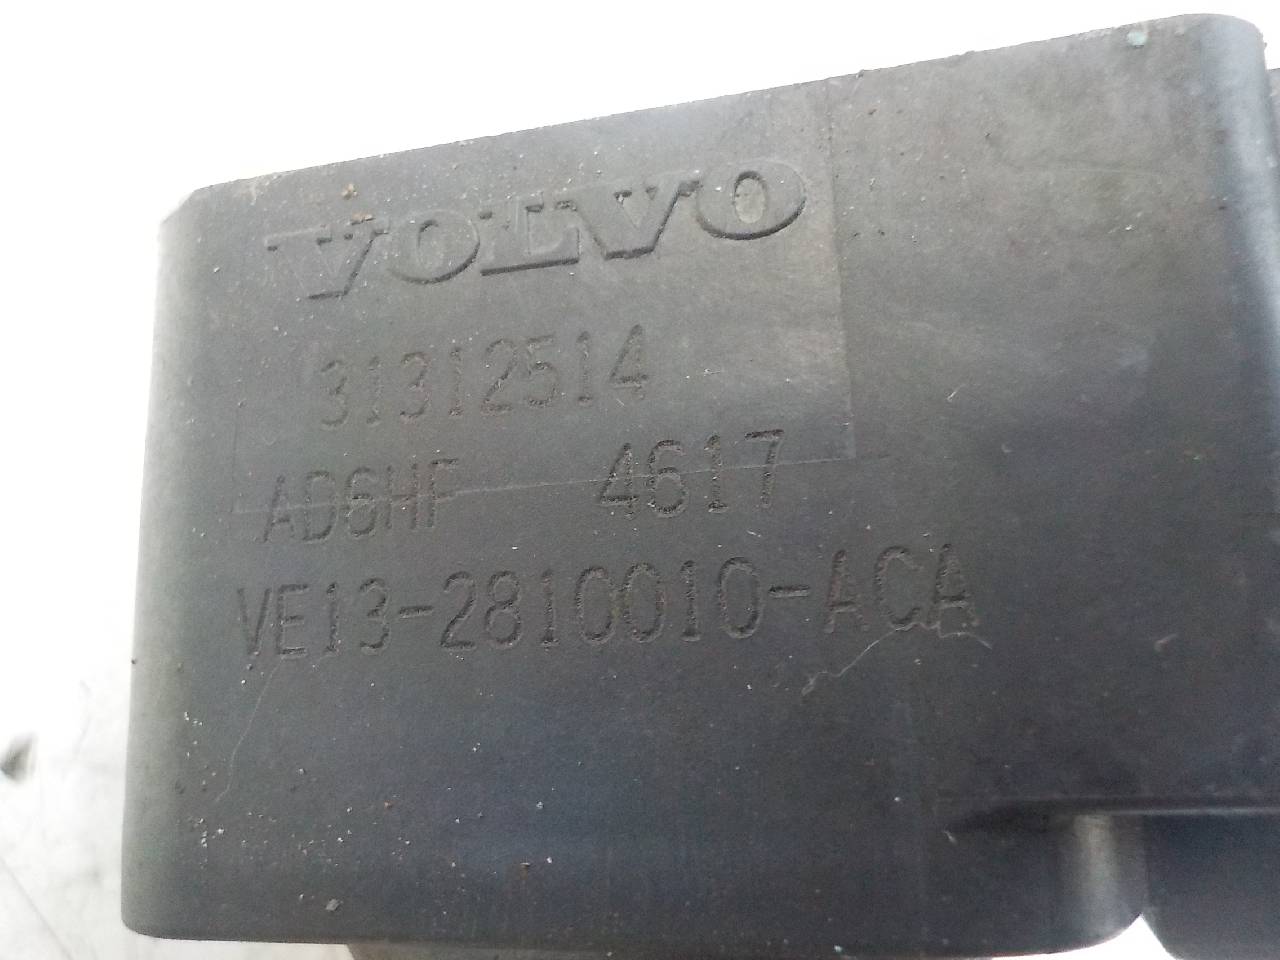 VOLVO
31312514
AD6HF 4617
VE13-2810010-ACA